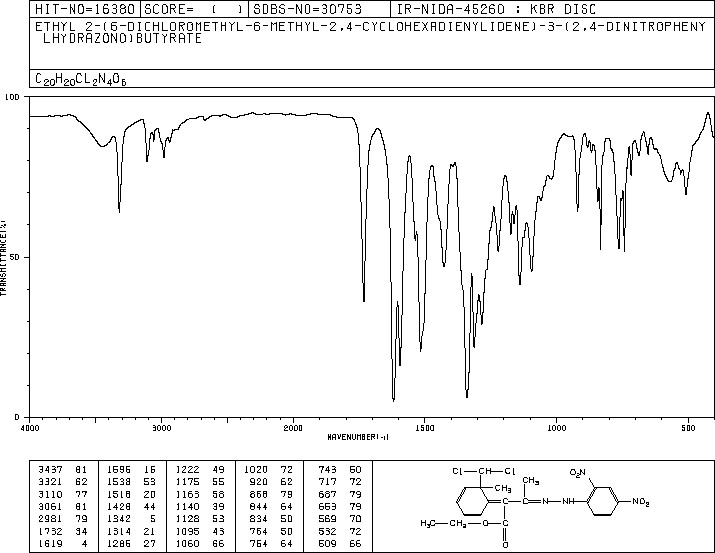 HIT-NO=16380 SCORE= ( ) SDBS-NO=30753 IR-NIDA-45260 : KBR DISC
ETHYL 2-(6-DICHLOROMETHYL-6-METHYL-2,4-CYCLOHEXADIENYLIDENE)-3-(2,4-DINITROPHENY
LHYDRAZONO)BUTYRATE
C20H20CL2N4O6
100
50
0
TRANSMITTANCE(%)
4000 3000 2000 1500 1000 500
WAVENUMBER(-1)
3437 81 1596 16 1222 49 1020 72 743 50
3321 62 1538 53 1175 55 920 62 717 72
3110 77 1518 20 1163 58 868 79 687 79
3061 81 1428 44 1140 39 844 64 653 79
2981 79 1342 5 1128 53 834 50 569 70
1732 34 1314 21 1095 43 764 50 532 72
1619 4 1286 27 1060 66 754 64 509 66
Cl CH Cl
CH3
CH3
N NH
O2N
NO2
H3C CH2 O
O